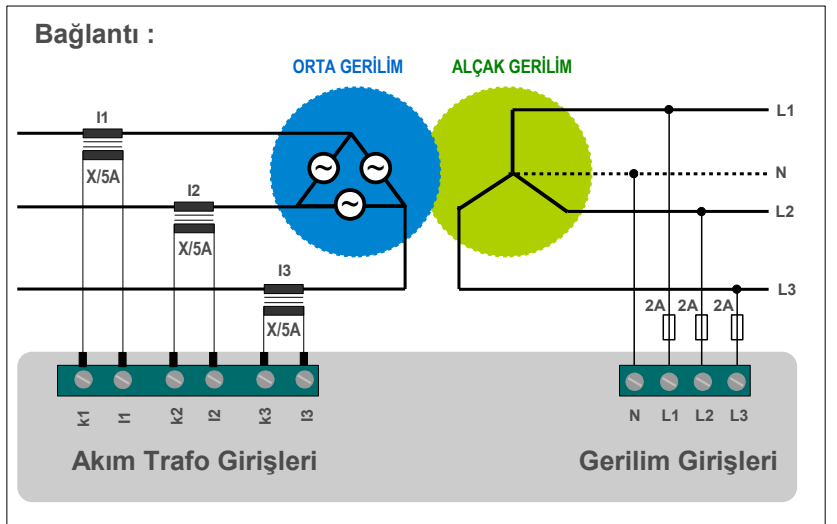 Bağlantı :
ORTA GERİLİM ALÇAK GERİLİM
I1
L1
X/5A
N
I2
L2
X/5A
I3
L3
X/5A
2A 2A 2A
k1 l1 k2 l2 k3 l3
N L1 L2 L3
Akım Trafo Girişleri
Gerilim Girişleri